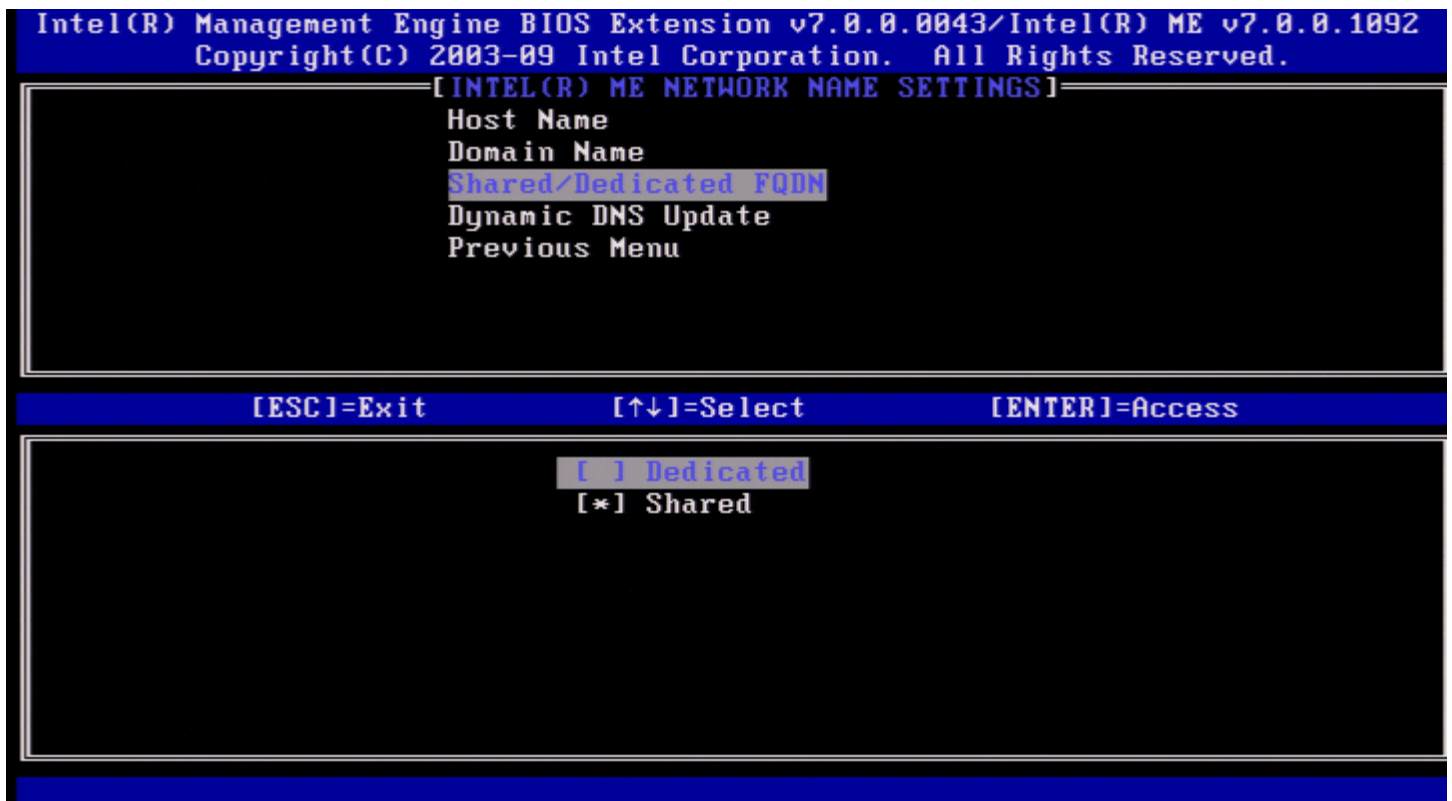 Intel(R) Management Engine BIOS Extension v7.0.0.0043/Intel(R) ME v7.0.0.1092
Copyright(C) 2003-09 Intel Corporation. All Rights Reserved.
[INTEL(R) ME NETWORK NAME SETTINGS]
Host Name
Domain Name
Shared/Dedicated FQDN
Dynamic DNS Update
Previous Menu
[ESC]=Exit [↑↓]=Select [ENTER]=Access
[ ] Dedicated
[*] Shared